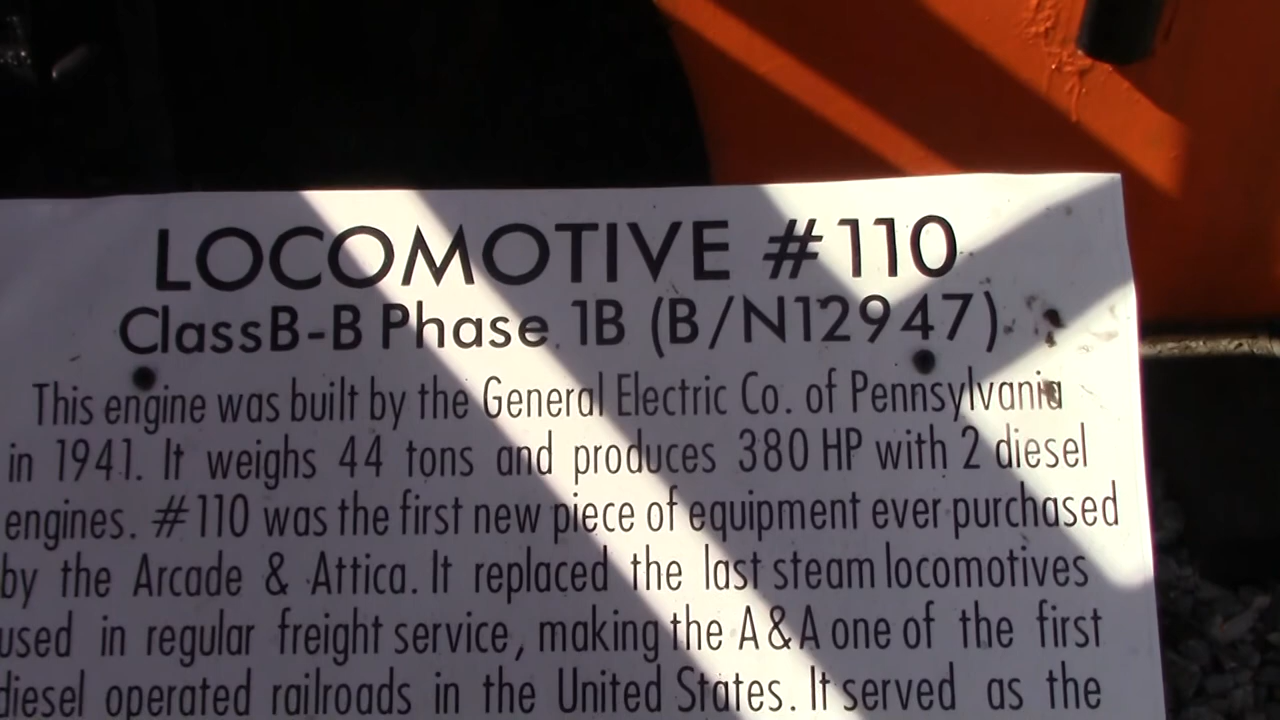 LOCOMOTIVE #110
ClassB-B Phase 1B (B/N12947)
This engine was built by the General Electric Co. of Pennsylvania
in 1941. It weighs 44 tons and produces 380 HP with 2 diesel
engines. #110 was the first new piece of equipment ever purchased
by the Arcade & Attica. It replaced the last steam locomotives
used in regular freight service, making the A&A one of the first
diesel operated railroads in the United States. It served as the